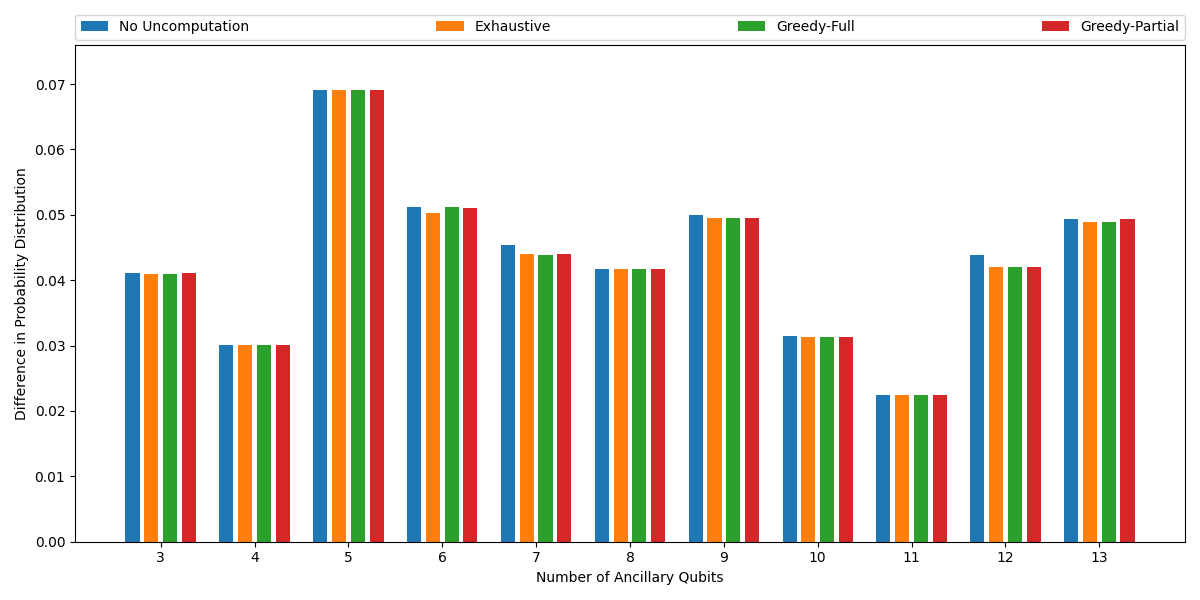 No Uncomputation Exhaustive Greedy-Full Greedy-Partial
Difference in Probability Distribution
0.07
0.06
0.05
0.04
0.03
0.02
0.01
0.00
3 4 5 6 7 8 9 10 11 12 13
Number of Ancillary Qubits